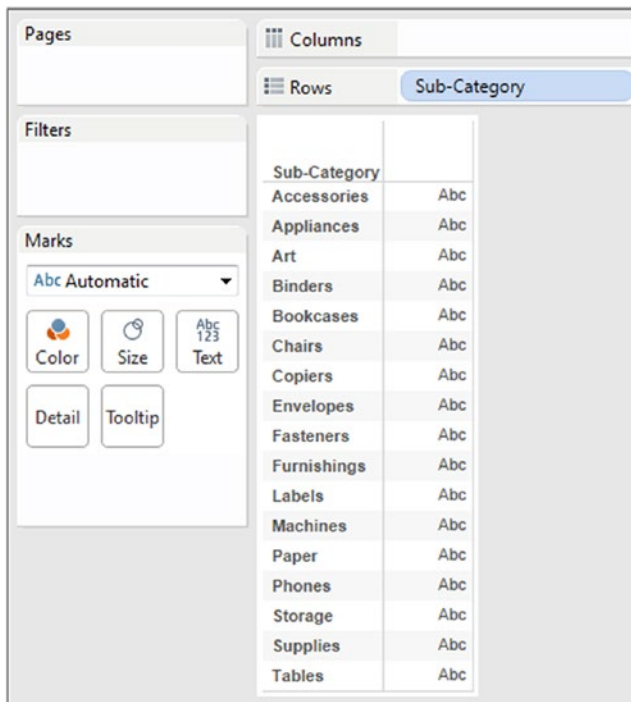 Pages
Columns
Rows
Sub-Category
Filters
Marks
Abc Automatic
Color
Size
Abc
123
Text
Detail
Tooltip
Sub-Category
Accessories Abc
Appliances Abc
Art Abc
Binders Abc
Bookcases Abc
Chairs Abc
Copiers Abc
Envelopes Abc
Fasteners Abc
Furnishings Abc
Labels Abc
Machines Abc
Paper Abc
Phones Abc
Storage Abc
Supplies Abc
Tables Abc